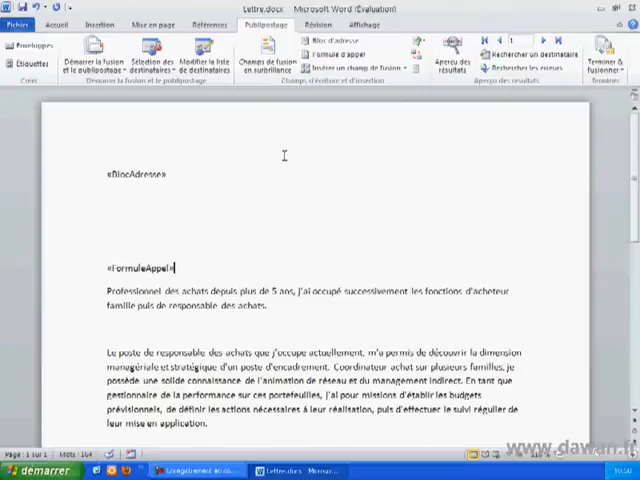 Lettre.docx - Microsoft Word (Évaluation)
Fichier Accueil Insertion Mise en page Références Publipostage Révision Affichage
Enveloppes
Étiquettes
Créer
Démarrer la fusion et le publipostage
Sélection des destinataires
Modifier la liste de destinataires
Démarrer la fusion et le publipostage
Champs de fusion en surbrillance
Bloc d'adresse
Formule d'appel
Insérer un champ de fusion
Champs d'écriture et d'insertion
Aperçu des résultats
1
Rechercher un destinataire
Rechercher les erreurs
Aperçu des résultats
Terminer & fusionner
Terminer
«BlocAdresse»
«FormuleAppel»
Professionnel des achats depuis plus de 5 ans, j'ai occupé successivement les fonctions d'acheteur
famille puis de responsable des achats.
Le poste de responsable des achats que j'occupe actuellement, m'a permis de découvrir la dimension
managériale et stratégique d'un poste d'encadrement. Coordinateur achat sur plusieurs familles, je
possède une solide connaissance de l'animation de réseau et du management indirect. En tant que
gestionnaire de la performance sur ces portefeuilles, j'ai pour missions d'établir les budgets
prévisionnels, de définir les actions nécessaires à leur réalisation, puis d'effectuer le suivi régulier de
leur mise en application.
Page : 1 sur 1 Mots : 164
www.dawan.fr
démarrer Enregistrement en co... Lettre.docx - Microso...